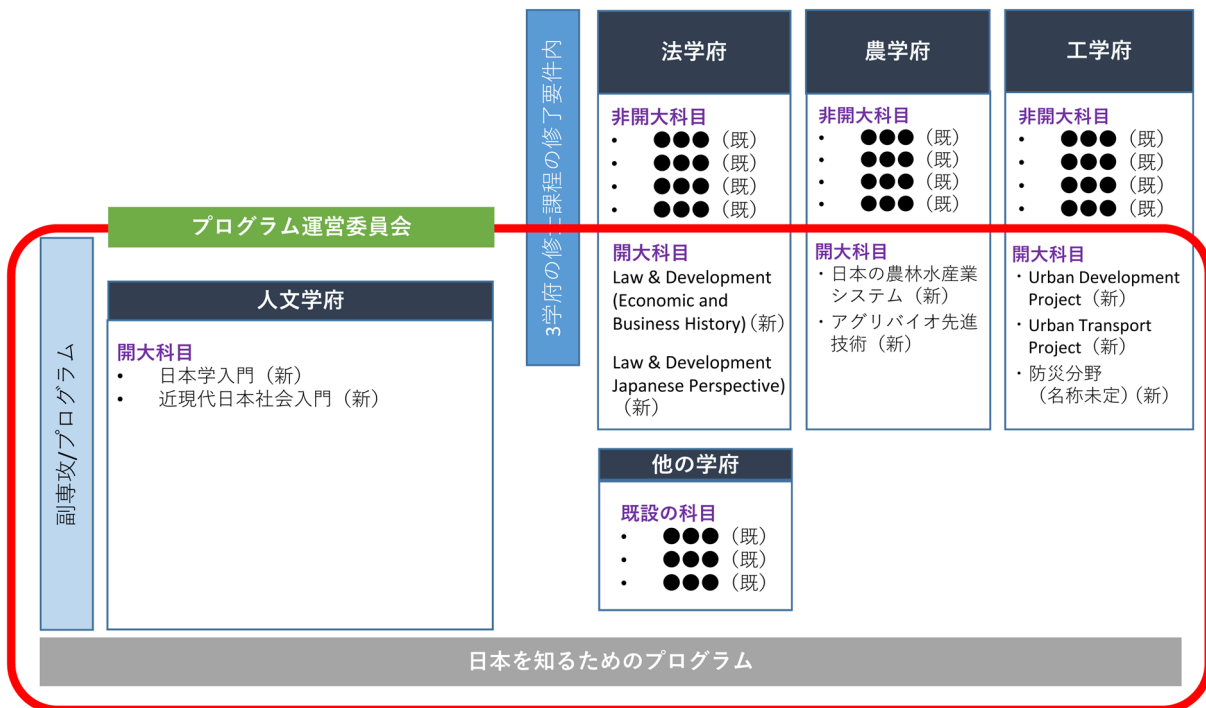 3学府の修士課程の修了要件内
法学府
非開大科目
• ●●●（既）
• ●●●（既）
• ●●●（既）
• ●●●（既）
開大科目
Law & Development
(Economic and
Business History)（新）
Law & Development
Japanese Perspective)
（新）
農学府
非開大科目
• ●●●（既）
• ●●●（既）
• ●●●（既）
• ●●●（既）
開大科目
・日本の農林水産業
システム（新）
・アグリバイオ先進
技術（新）
工学府
非開大科目
• ●●●（既）
• ●●●（既）
• ●●●（既）
• ●●●（既）
開大科目
・Urban Development
Project（新）
・Urban Transport
Project（新）
・防災分野
（名称未定）（新）
プログラム運営委員会
副専攻/プログラム
人文学府
開大科目
• 日本学入門（新）
• 近現代日本社会入門（新）
他の学府
既設の科目
• ●●●（既）
• ●●●（既）
• ●●●（既）
日本を知るためのプログラム